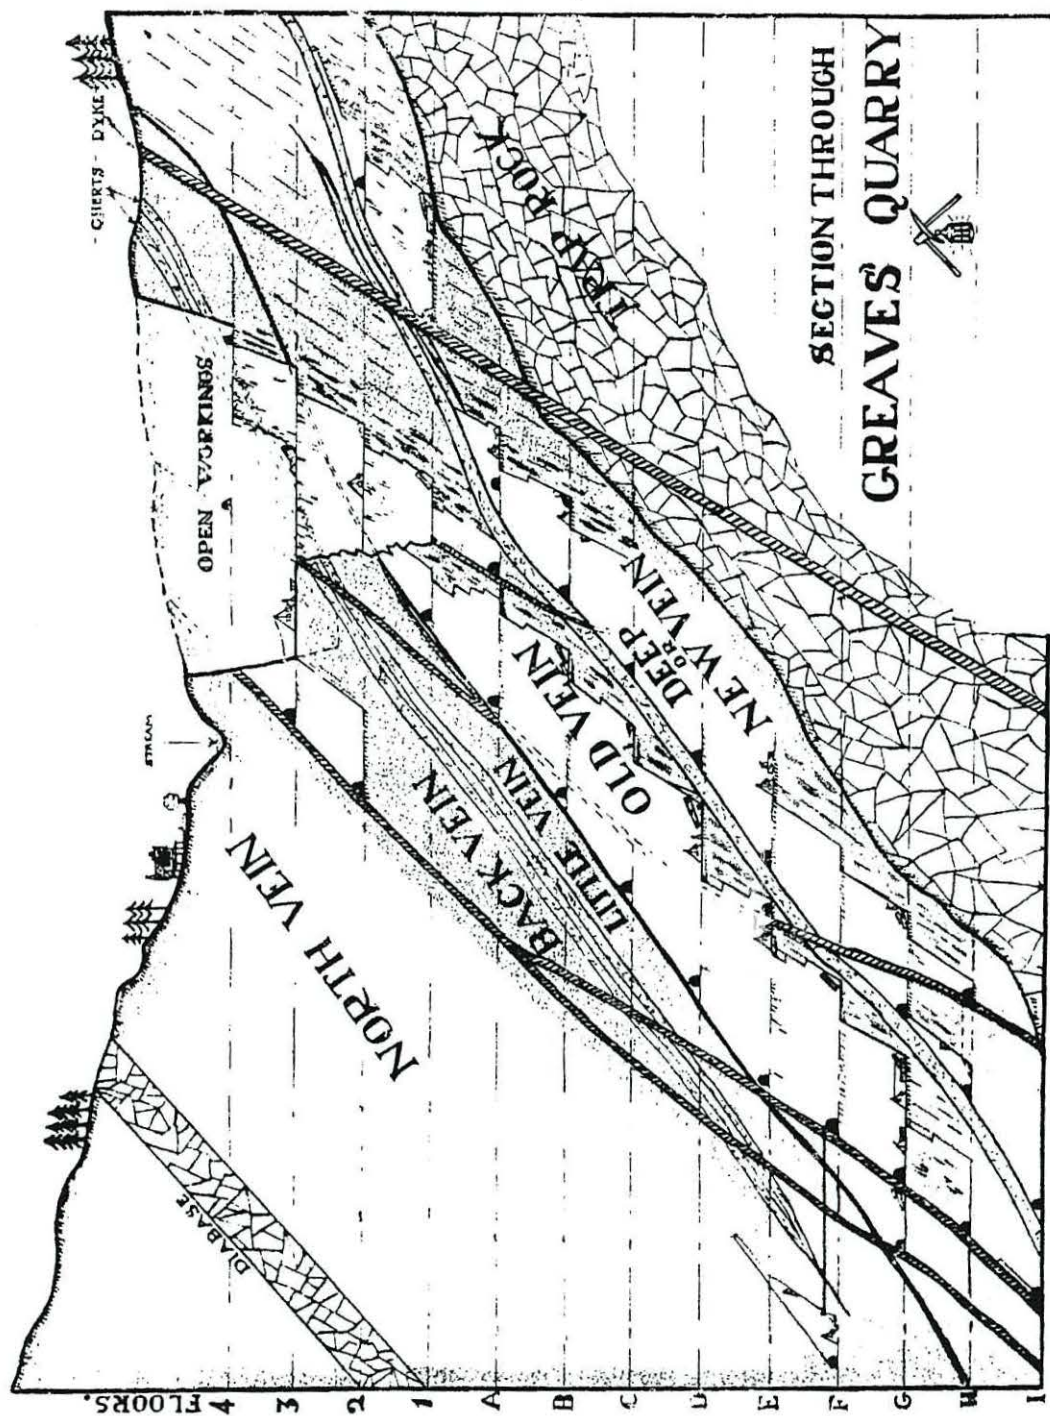 SECTION THROUGH
GREAVES' QUARRY
- CHERTS - DYKE -
OPEN WORKINGS
STREAM
NORTH VEIN
BACK VEIN
LITTLE VEIN
OLD VEIN
DEEP
OR
NEW VEIN
TRAP ROCK
DIABASE
FLOORS.
4
3
2
1
A
B
C
D
E
F
G
H
I